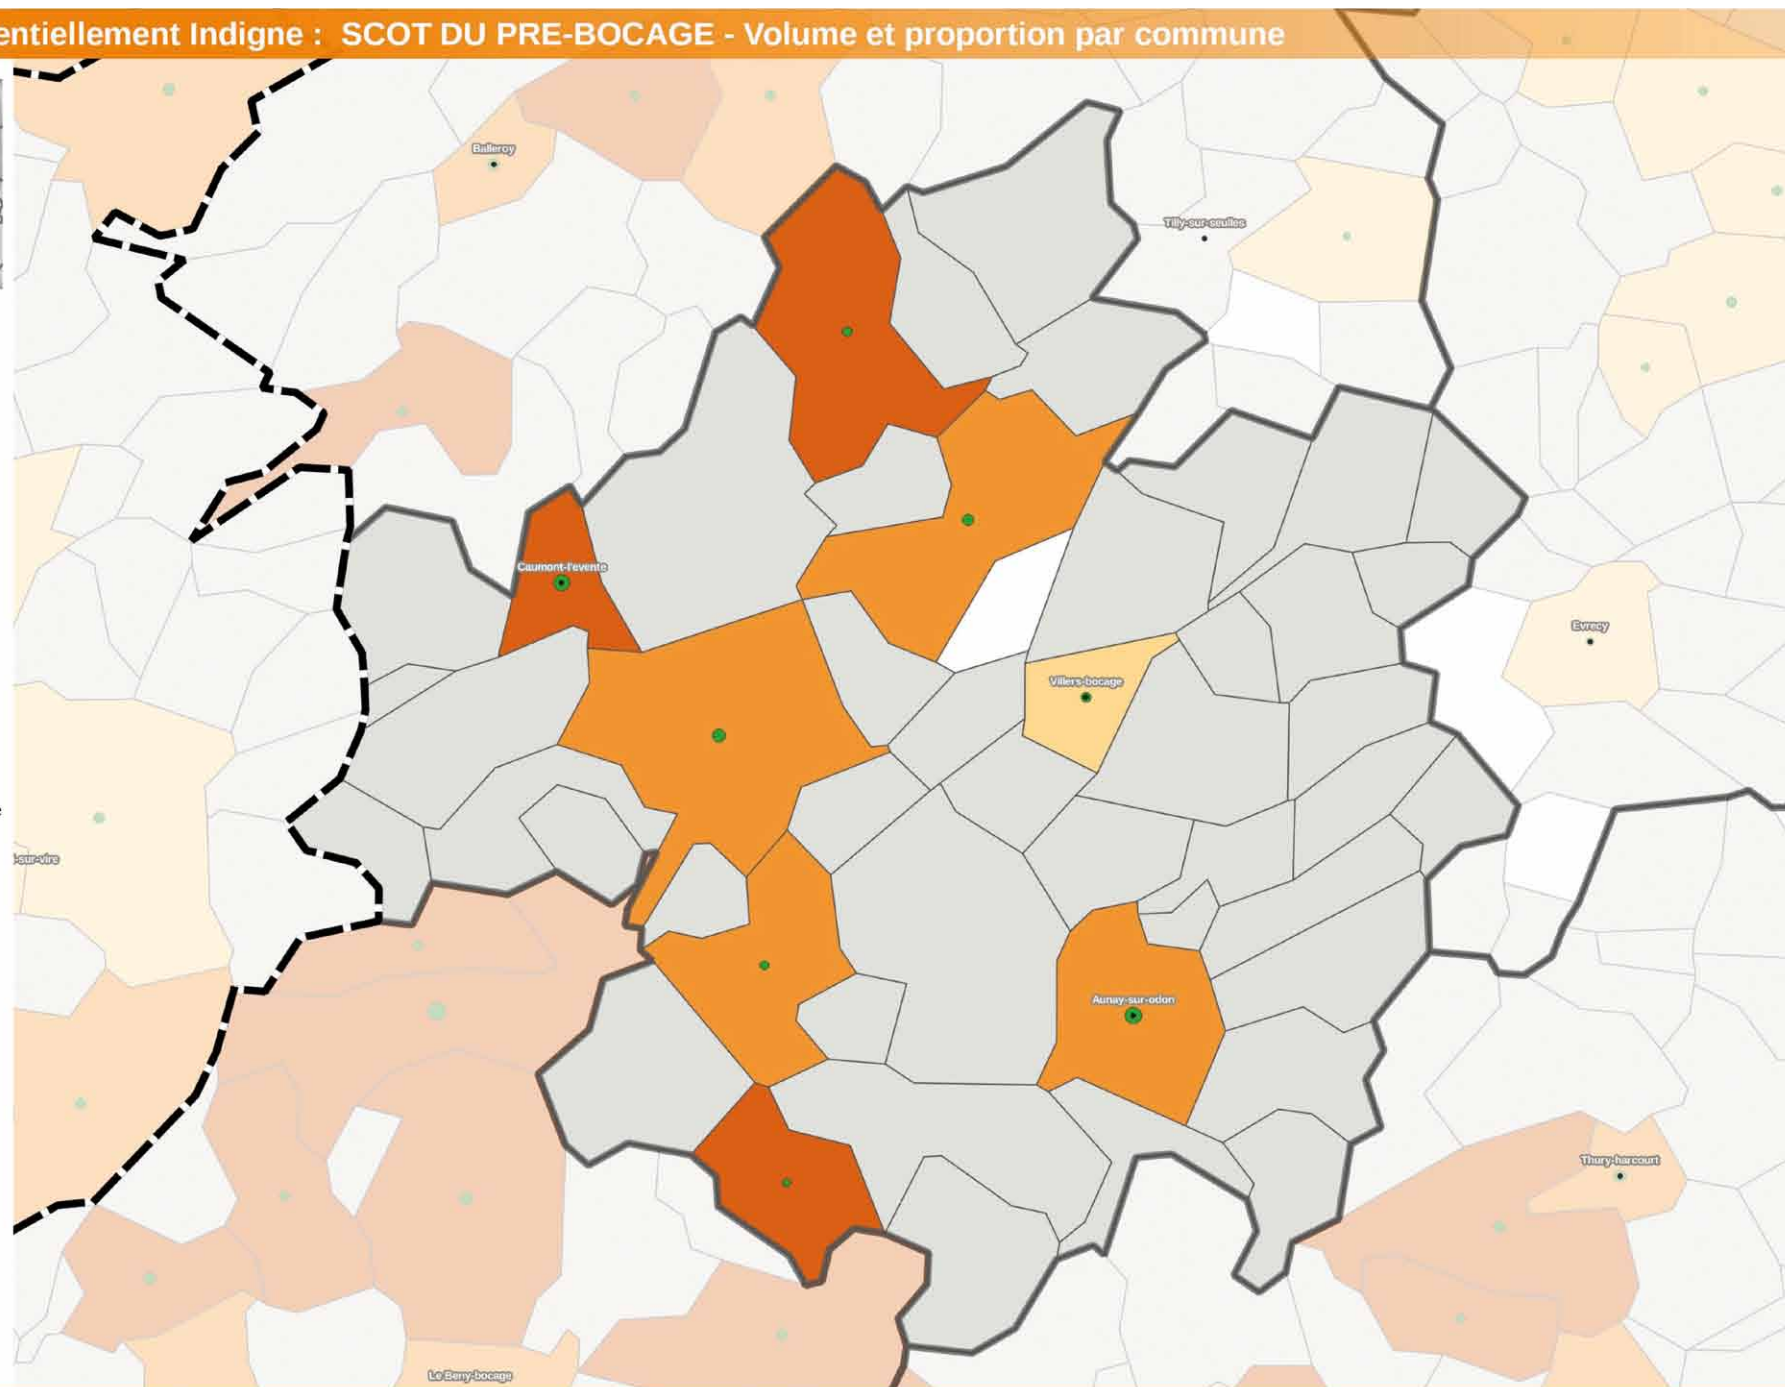 entiellement Indigne : SCOT DU PRE-BOCAGE - Volume et proportion par commune
Balleroy
Tilly-sur-seulles
Caumont-l'evente
Evrecy
Villers-bocage
-sur-vire
Aunay-sur-odon
Thury-harcourt
Le Beny-bocage